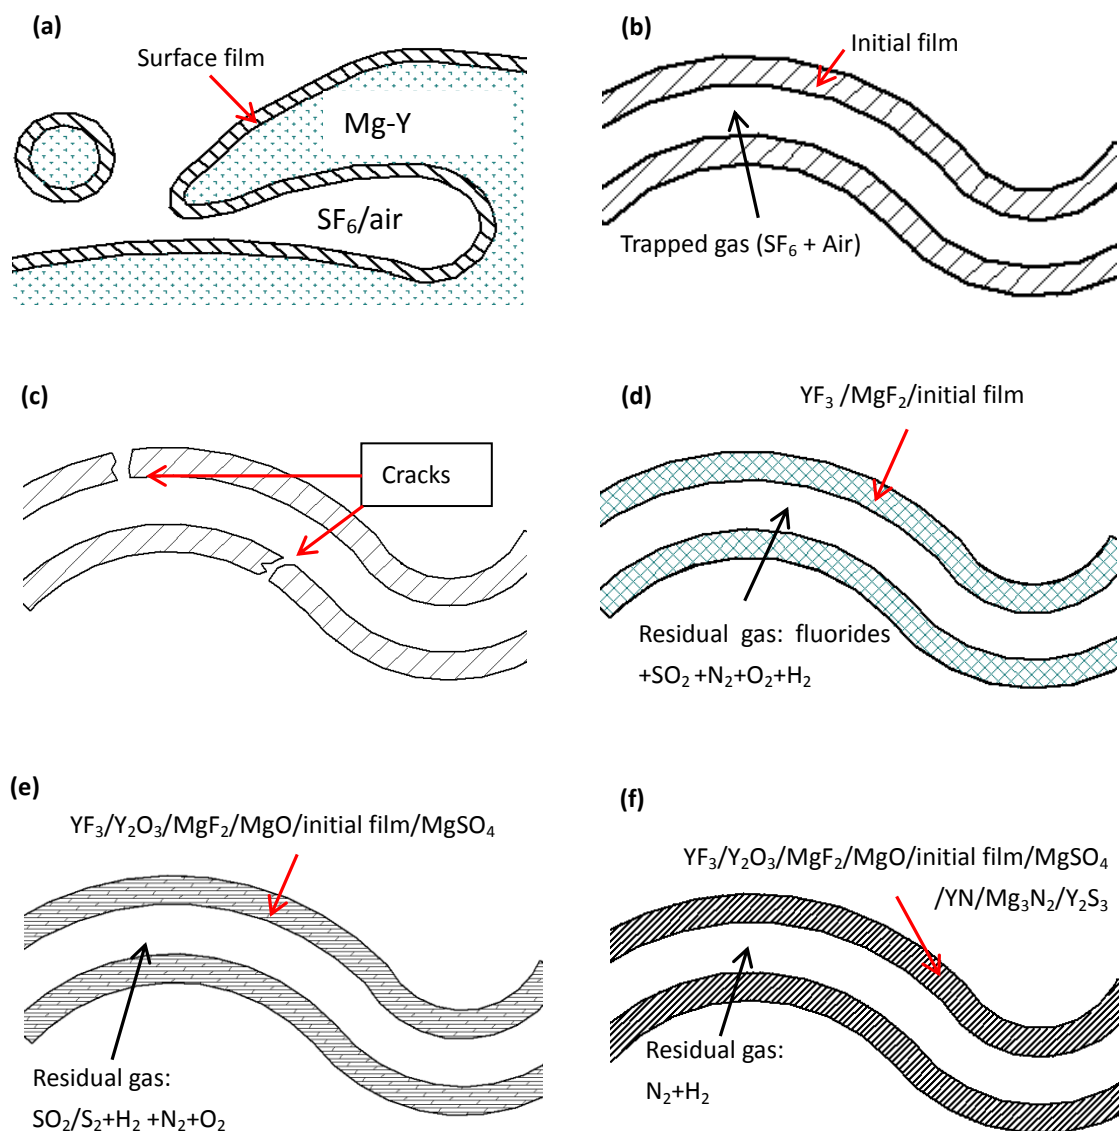 (a)
Surface film
Mg-Y
SF₆/air
(b)
Initial film
Trapped gas (SF₆ + Air)
(c)
Cracks
(d)
YF₃ /MgF₂/initial film
Residual gas: fluorides
+SO₂ +N₂+O₂+H₂
(e)
YF₃/Y₂O₃/MgF₂/MgO/initial film/MgSO₄
Residual gas:
SO₂/S₂+H₂ +N₂+O₂
(f)
YF₃/Y₂O₃/MgF₂/MgO/initial film/MgSO₄
/YN/Mg₃N₂/Y₂S₃
Residual gas:
N₂+H₂